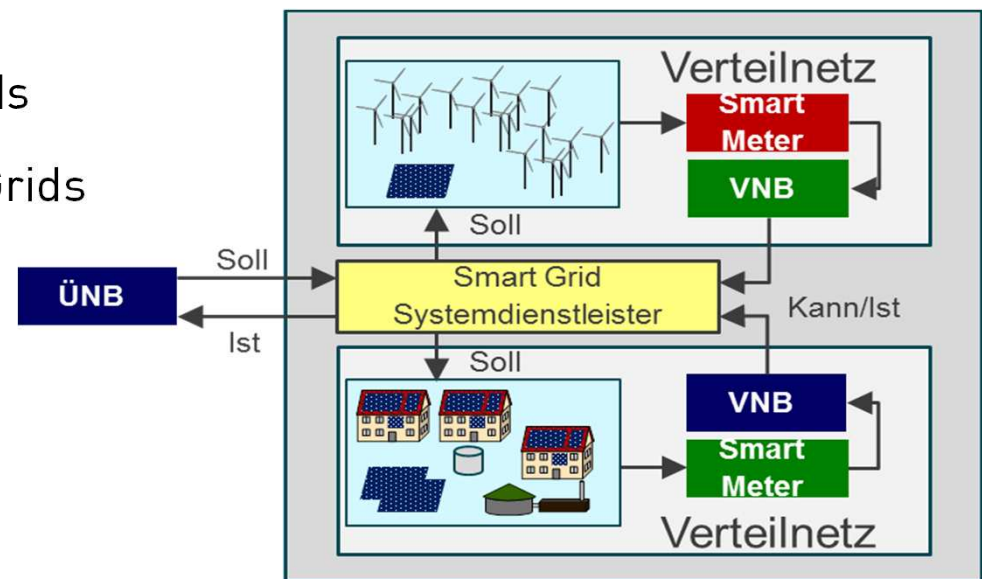 ls
Grids
Verteilnetz
Smart
Meter
VNB
Soll
ÜNB
Soll
Ist
Smart Grid
Systemdienstleister
Kann/Ist
Soll
VNB
Smart
Meter
Verteilnetz